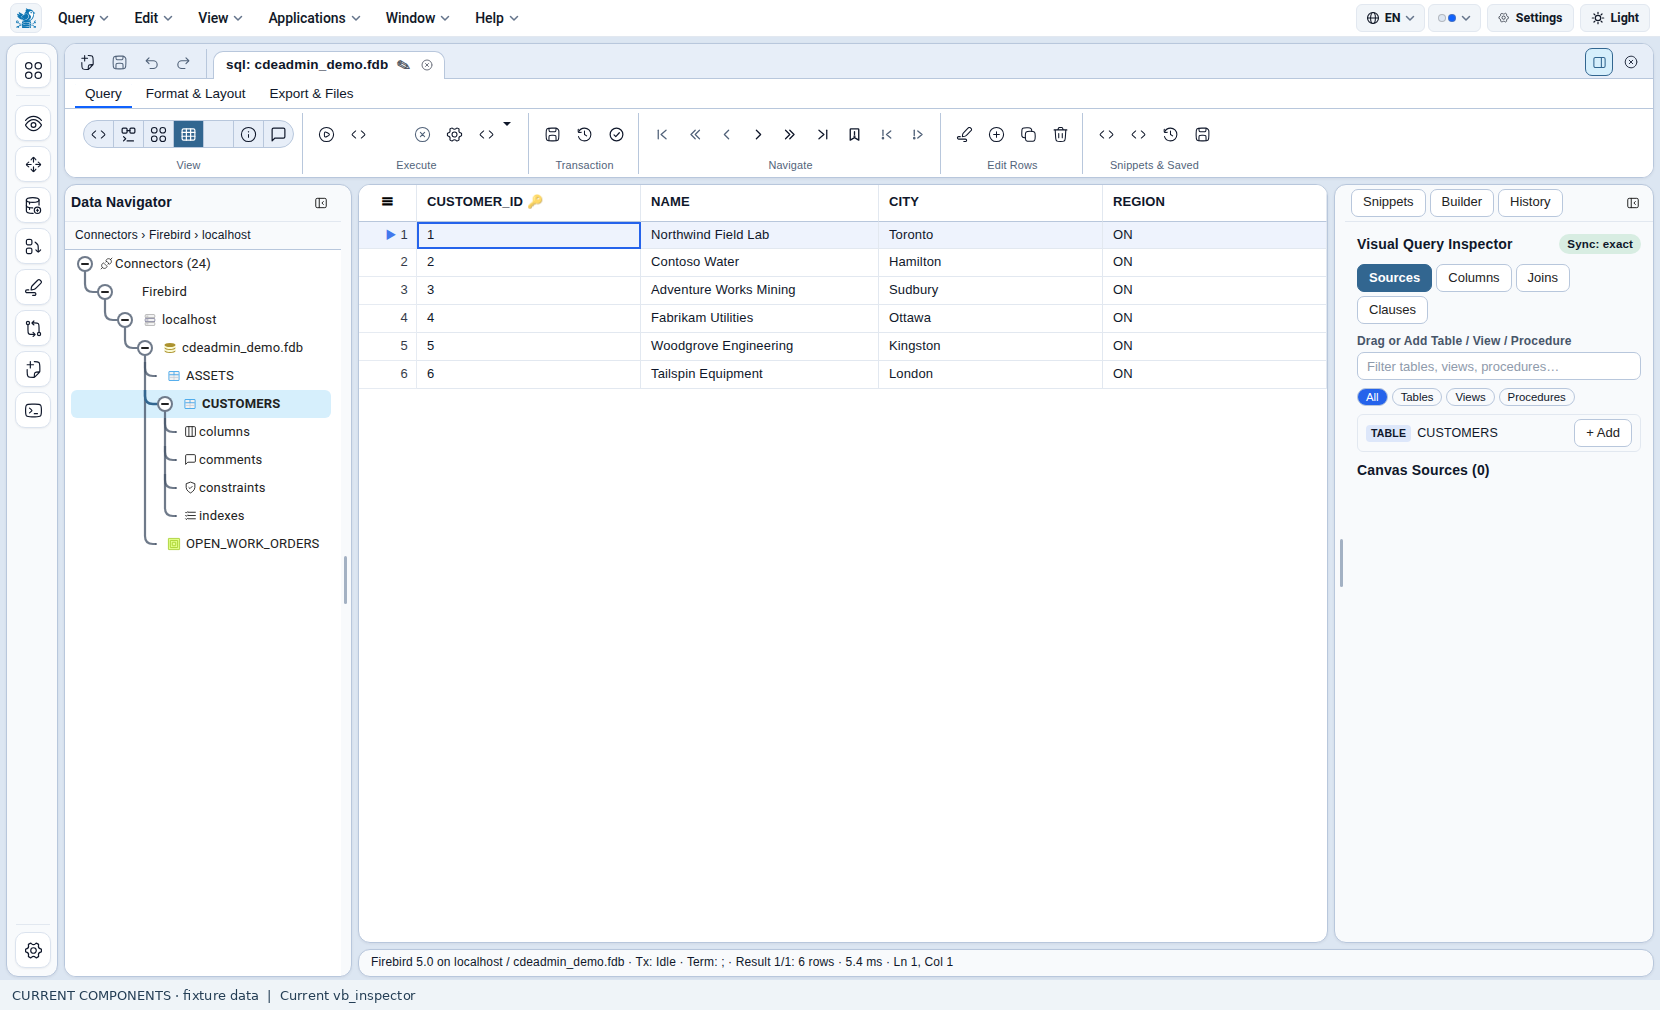 Query Edit View Applications Window Help EN Settings Light
sql: cdeadmin_demo.fdb
Query Format & Layout Export & Files
View Execute Transaction Navigate Edit Rows Snippets & Saved
Data Navigator
Connectors › Firebird › localhost
Connectors (24)
Firebird
localhost
cdeadmin_demo.fdb
ASSETS
CUSTOMERS
columns
comments
constraints
indexes
OPEN_WORK_ORDERS
CUSTOMER_ID NAME CITY REGION
1 1 Northwind Field Lab Toronto ON
2 2 Contoso Water Hamilton ON
3 3 Adventure Works Mining Sudbury ON
4 4 Fabrikam Utilities Ottawa ON
5 5 Woodgrove Engineering Kingston ON
6 6 Tailspin Equipment London ON
Snippets Builder History
Visual Query Inspector Sync: exact
Sources Columns Joins
Clauses
Drag or Add Table / View / Procedure
Filter tables, views, procedures...
All Tables Views Procedures
TABLE CUSTOMERS + Add
Canvas Sources (0)
Firebird 5.0 on localhost / cdeadmin_demo.fdb · Tx: Idle · Term: ; · Result 1/1: 6 rows · 5.4 ms · Ln 1, Col 1
CURRENT COMPONENTS · fixture data | Current vb_inspector